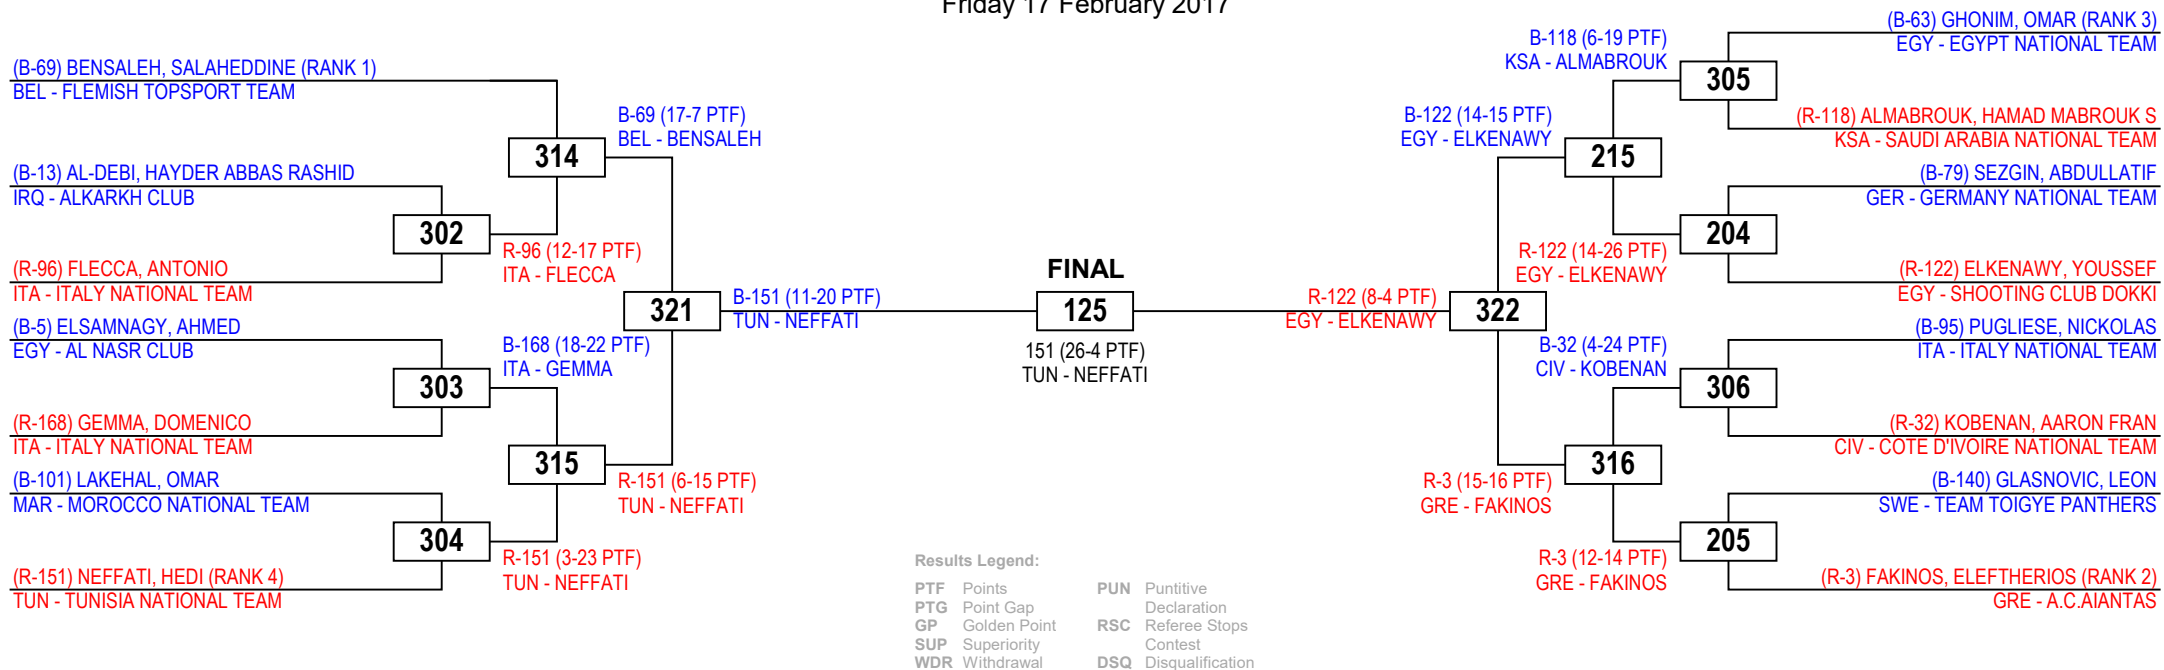 Friday 17 February 2017
(B-69) BENSALEH, SALAHEDDINE (RANK 1)
BEL - FLEMISH TOPSPORT TEAM
(B-13) AL-DEBI, HAYDER ABBAS RASHID
IRQ - ALKARKH CLUB
(R-96) FLECCA, ANTONIO
ITA - ITALY NATIONAL TEAM
(B-5) ELSAMNAGY, AHMED
EGY - AL NASR CLUB
(R-168) GEMMA, DOMENICO
ITA - ITALY NATIONAL TEAM
(B-101) LAKEHAL, OMAR
MAR - MOROCCO NATIONAL TEAM
(R-151) NEFFATI, HEDI (RANK 4)
TUN - TUNISIA NATIONAL TEAM
302
303
304
314
R-96 (12-17 PTF)
ITA - FLECCA
B-168 (18-22 PTF)
ITA - GEMMA
315
R-151 (3-23 PTF)
TUN - NEFFATI
B-69 (17-7 PTF)
BEL - BENSALEH
321
R-151 (6-15 PTF)
TUN - NEFFATI
B-151 (11-20 PTF)
TUN - NEFFATI
FINAL
125
151 (26-4 PTF)
TUN - NEFFATI
R-122 (8-4 PTF)
EGY - ELKENAWY
322
B-122 (14-15 PTF)
EGY - ELKENAWY
R-3 (15-16 PTF)
GRE - FAKINOS
B-118 (6-19 PTF)
KSA - ALMABROUK
215
R-122 (14-26 PTF)
EGY - ELKENAWY
B-32 (4-24 PTF)
CIV - KOBENAN
316
R-3 (12-14 PTF)
GRE - FAKINOS
305
204
306
205
(B-63) GHONIM, OMAR (RANK 3)
EGY - EGYPT NATIONAL TEAM
(R-118) ALMABROUK, HAMAD MABROUK S
KSA - SAUDI ARABIA NATIONAL TEAM
(B-79) SEZGIN, ABDULLATIF
GER - GERMANY NATIONAL TEAM
(R-122) ELKENAWY, YOUSSEF
EGY - SHOOTING CLUB DOKKI
(B-95) PUGLIESE, NICKOLAS
ITA - ITALY NATIONAL TEAM
(R-32) KOBENAN, AARON FRAN
CIV - COTE D'IVOIRE NATIONAL TEAM
(B-140) GLASNOVIC, LEON
SWE - TEAM TOIGYE PANTHERS
(R-3) FAKINOS, ELEFTHERIOS (RANK 2)
GRE - A.C.AIANTAS
Results Legend:
PTF Points
PTG Point Gap
GP Golden Point
SUP Superiority
WDR Withdrawal
PUN Puntitive
Declaration
RSC Referee Stops
Contest
DSQ Disqualification